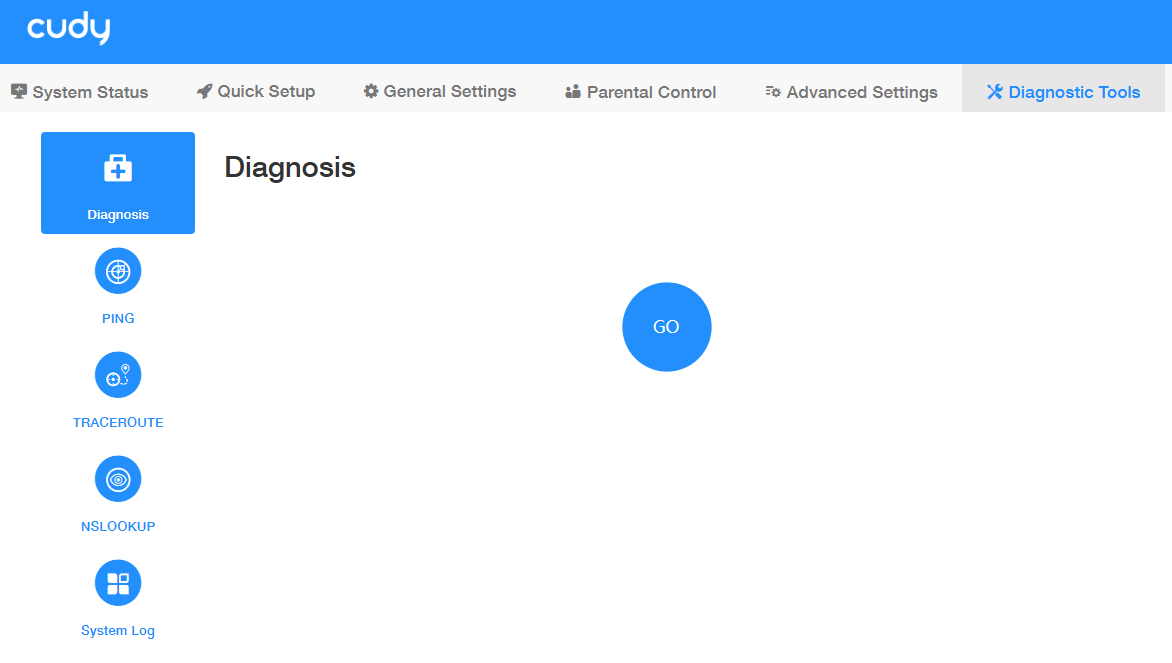 cudy
System Status
Quick Setup
General Settings
Parental Control
Advanced Settings
Diagnostic Tools
Diagnosis
Diagnosis
GO
PING
TRACEROUTE
NSLOOKUP
System Log